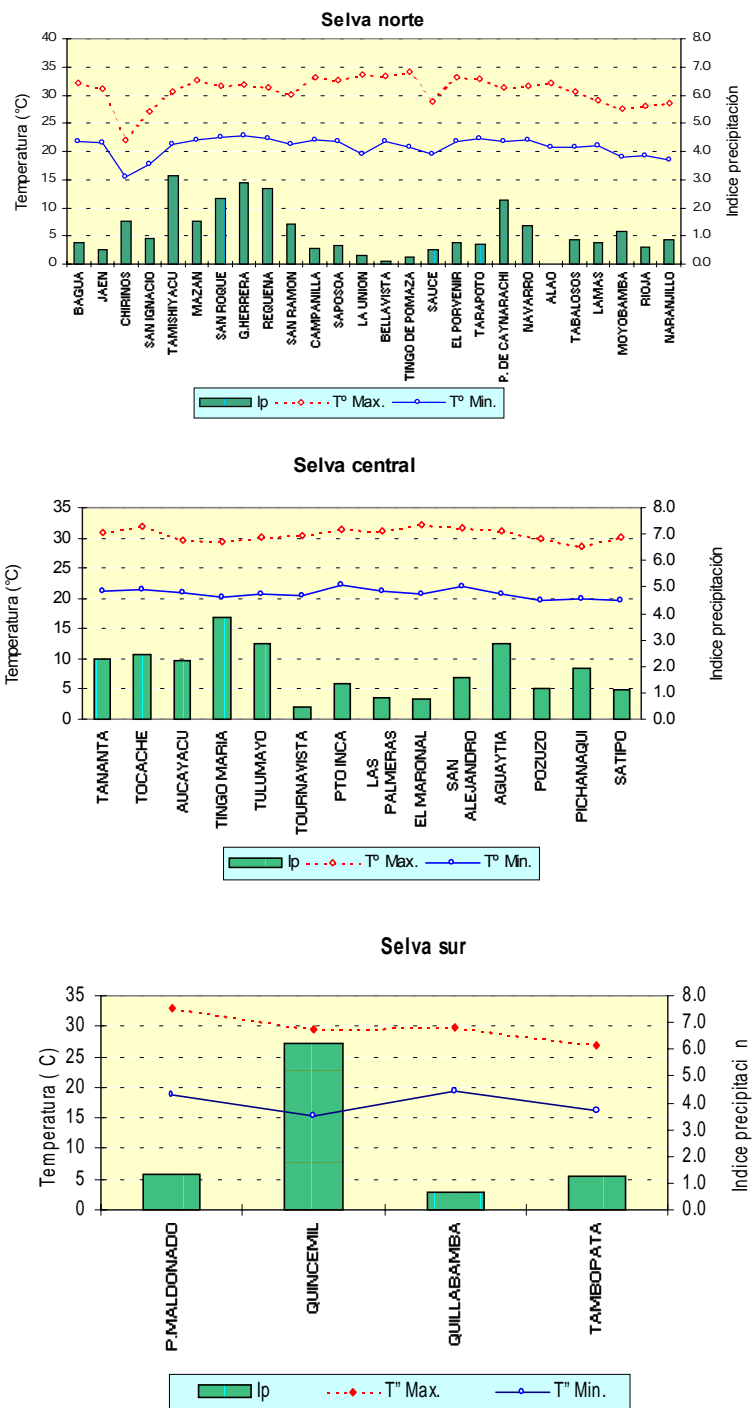 Selva norte
Temperatura (°C)
40
35
30
25
20
15
10
5
0
8.0
7.0
6.0
5.0
4.0
3.0
2.0
1.0
0.0
Indice precipitación
BAGUA
JAEN
CHIRINOS
SAN IGNACIO
TAMISHIYACU
MAZAN
SAN ROQUE
G.HERRERA
REQUENA
SAN RAMON
CAMPANILLA
SAPOSOA
LA UNION
BELLAVISTA
TINGO DE POMAZA
SAUCE
EL PORVENIR
TARAPOTO
P. DE CAYNARACHI
NAVARRO
ALAO
TABALOSOS
LAMAS
MOYOBAMBA
RIOJA
NARANJILLO
Ip Tº Max. Tº Min.
Selva central
Temperatura (°C)
35
30
25
20
15
10
5
0
8.0
7.0
6.0
5.0
4.0
3.0
2.0
1.0
0.0
Indice precipitación
TANANTA
TOCACHE
AUCAYACU
TINGO MARIA
TULUMAYO
TOURNAVISTA
PTO INCA
LAS
PALMERAS
EL MARONAL
SAN
ALEJANDRO
AGUAYTIA
POZUZO
PICHANAQUI
SATIPO
Ip Tº Max. Tº Min.
Selva sur
Temperatura ( C)
35
30
25
20
15
10
5
0
8.0
7.0
6.0
5.0
4.0
3.0
2.0
1.0
0.0
Indice precipitaci n
P.MALDONADO
QUINCEMIL
QUILLABAMBA
TAMBOPATA
Ip T" Max. T" Min.